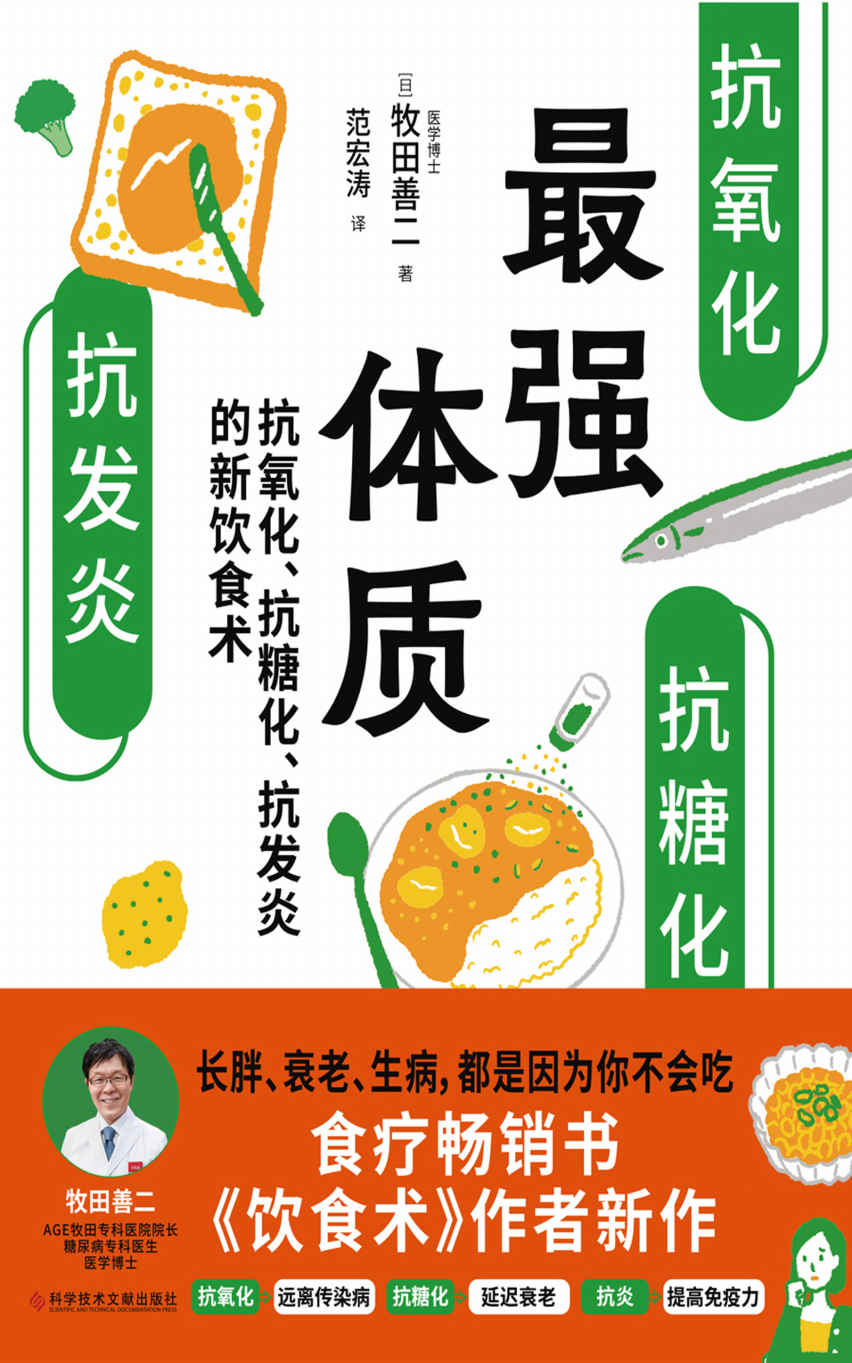 抗氧化
最强
体质
医学博士
[日]牧田善二 著
范宏涛 译
抗氧化、抗糖化、抗发炎
的新饮食术
抗发炎
抗糖化
长胖、衰老、生病，都是因为你不会吃
食疗畅销书
《饮食术》作者新作
牧田善二
AGE牧田专科医院院长
糖尿病专科医生
医学博士
科学技术文献出版社
SCIENTIFIC AND TECHNICAL DOCUMENTATION PRESS
抗氧化 远离传染病 抗糖化 延迟衰老 抗炎 提高免疫力